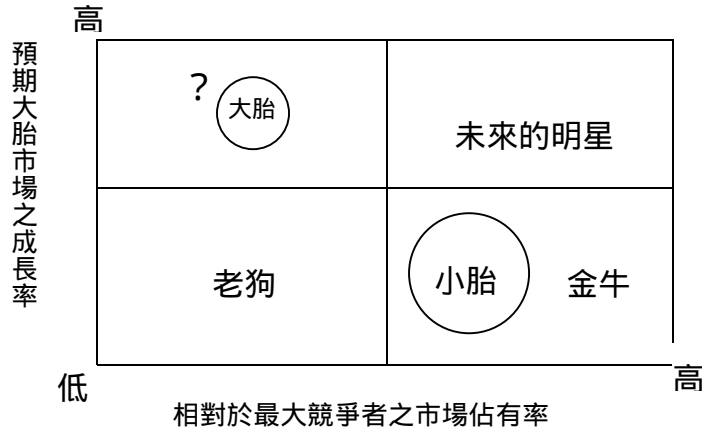 高
預期大胎市場之成長率
？
大胎
未來的明星
老狗
小胎
金牛
低
高
相對於最大競爭者之市場佔有率